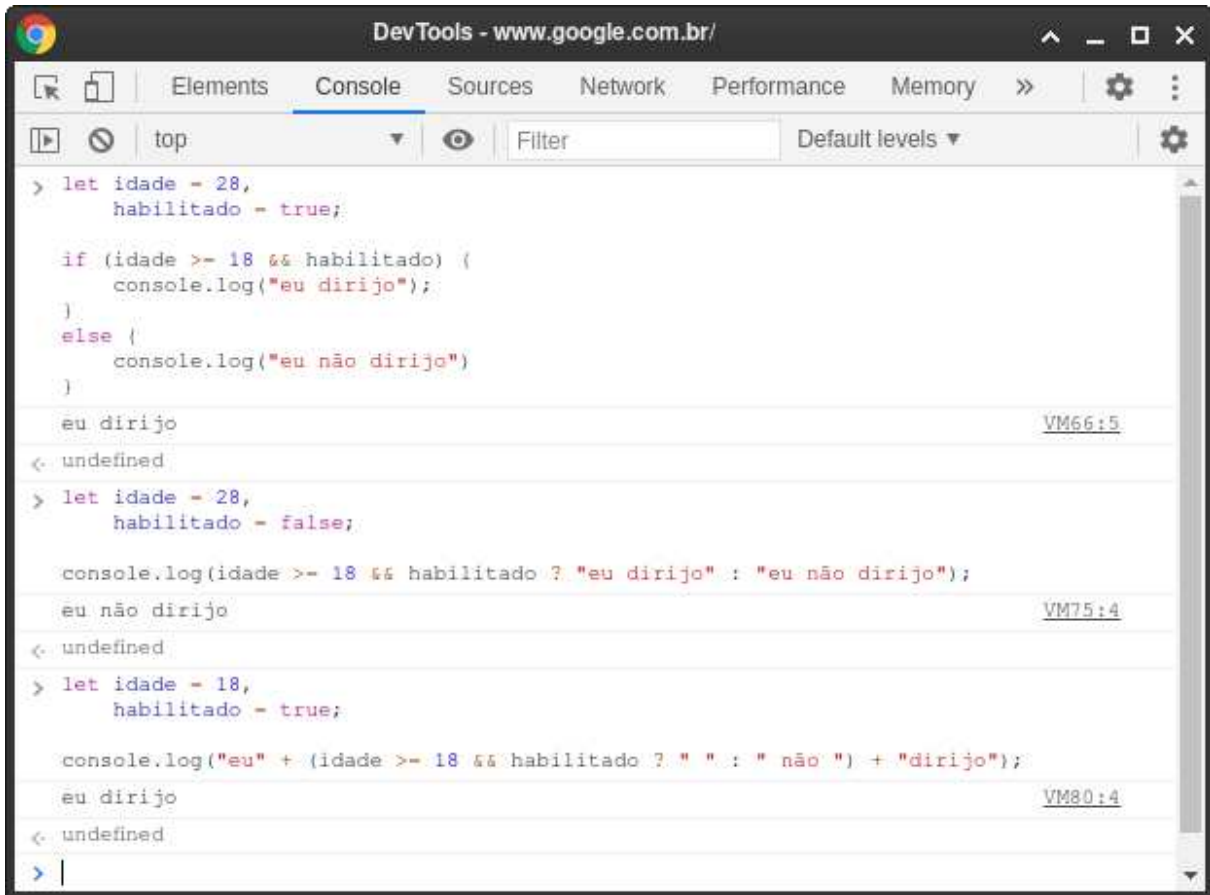 DevTools - www.google.com.br/
Elements Console Sources Network Performance Memory »
top Filter Default levels ▼
> let idade = 28,
habilitado = true;
if (idade >= 18 && habilitado) {
console.log("eu dirijo");
}
else {
console.log("eu não dirijo")
}
eu dirijo VM66:5
undefined
> let idade = 28,
habilitado = false;
console.log(idade >= 18 && habilitado ? "eu dirijo" : "eu não dirijo");
eu não dirijo VM75:4
undefined
> let idade = 18,
habilitado = true;
console.log("eu" + (idade >= 18 && habilitado ? " " : " não ") + "dirijo");
eu dirijo VM80:4
undefined
>